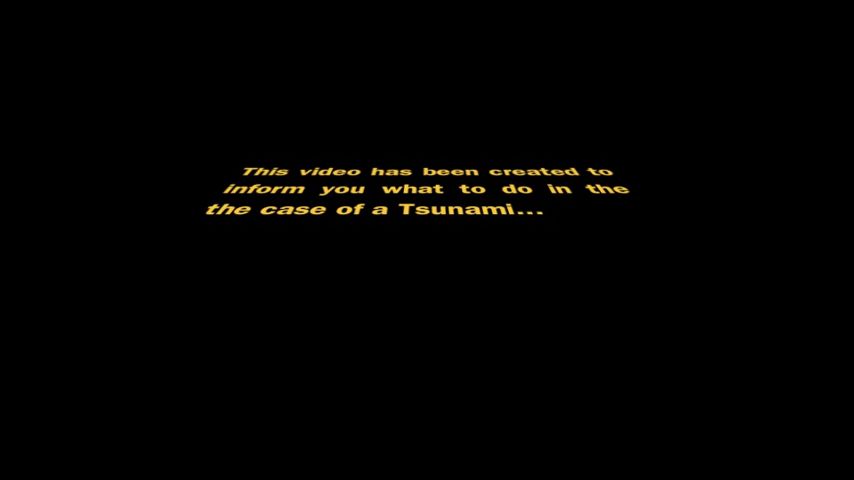 This video has been created to
inform you what to do in the
the case of a Tsunami...